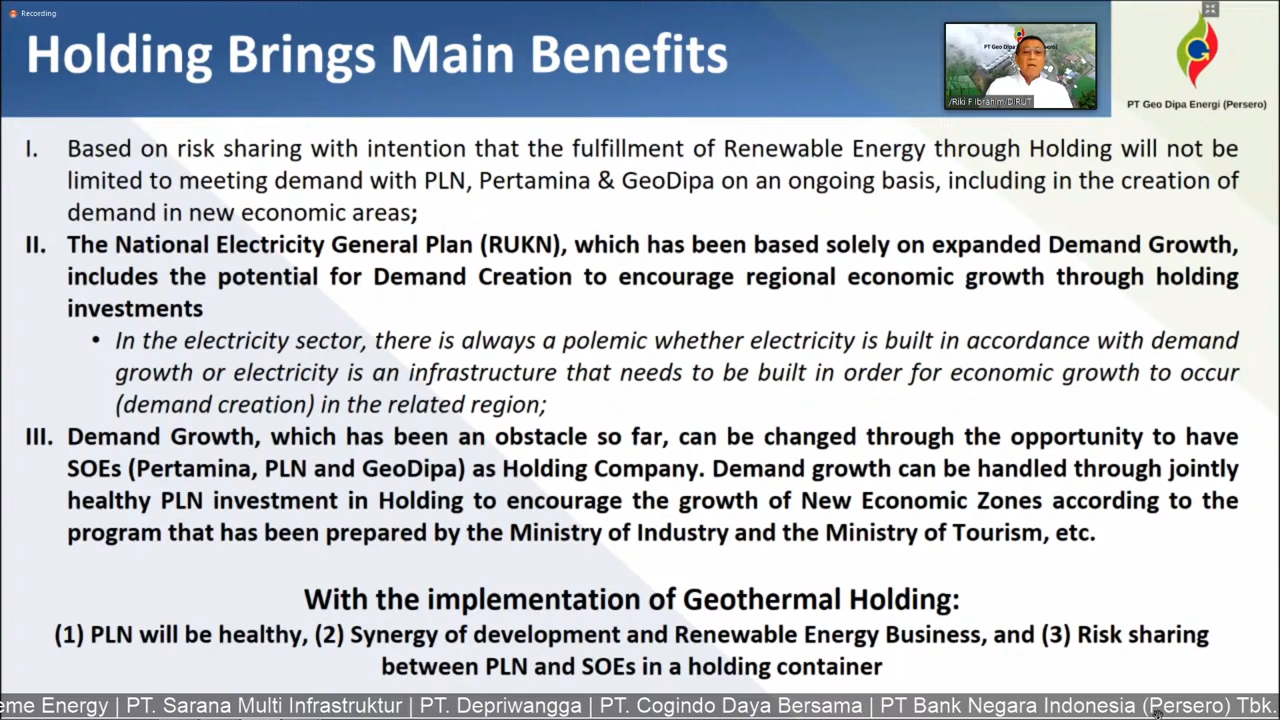 Recording
Holding Brings Main Benefits
PT Geo Dipa
/Riki F Ibrahim/DIRUT
PT Geo Dipa Energi (Persero)
I. Based on risk sharing with intention that the fulfillment of Renewable Energy through Holding will not be
limited to meeting demand with PLN, Pertamina & GeoDipa on an ongoing basis, including in the creation of
demand in new economic areas;
II. The National Electricity General Plan (RUKN), which has been based solely on expanded Demand Growth,
includes the potential for Demand Creation to encourage regional economic growth through holding
investments
• In the electricity sector, there is always a polemic whether electricity is built in accordance with demand
growth or electricity is an infrastructure that needs to be built in order for economic growth to occur
(demand creation) in the related region;
III. Demand Growth, which has been an obstacle so far, can be changed through the opportunity to have
SOEs (Pertamina, PLN and GeoDipa) as Holding Company. Demand growth can be handled through jointly
healthy PLN investment in Holding to encourage the growth of New Economic Zones according to the
program that has been prepared by the Ministry of Industry and the Ministry of Tourism, etc.
With the implementation of Geothermal Holding:
(1) PLN will be healthy, (2) Synergy of development and Renewable Energy Business, and (3) Risk sharing
between PLN and SOEs in a holding container
eme Energy | PT. Sarana Multi Infrastruktur | PT. Depriwangga | PT. Cogindo Daya Bersama | PT Bank Negara Indonesia (Persero) Tbk.